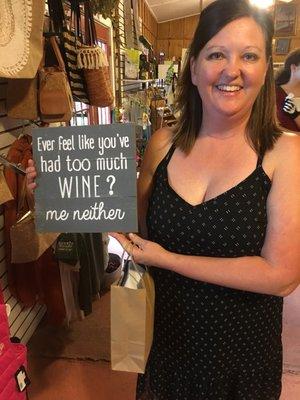 Ever feel like you've
had too much
WINE?
me neither